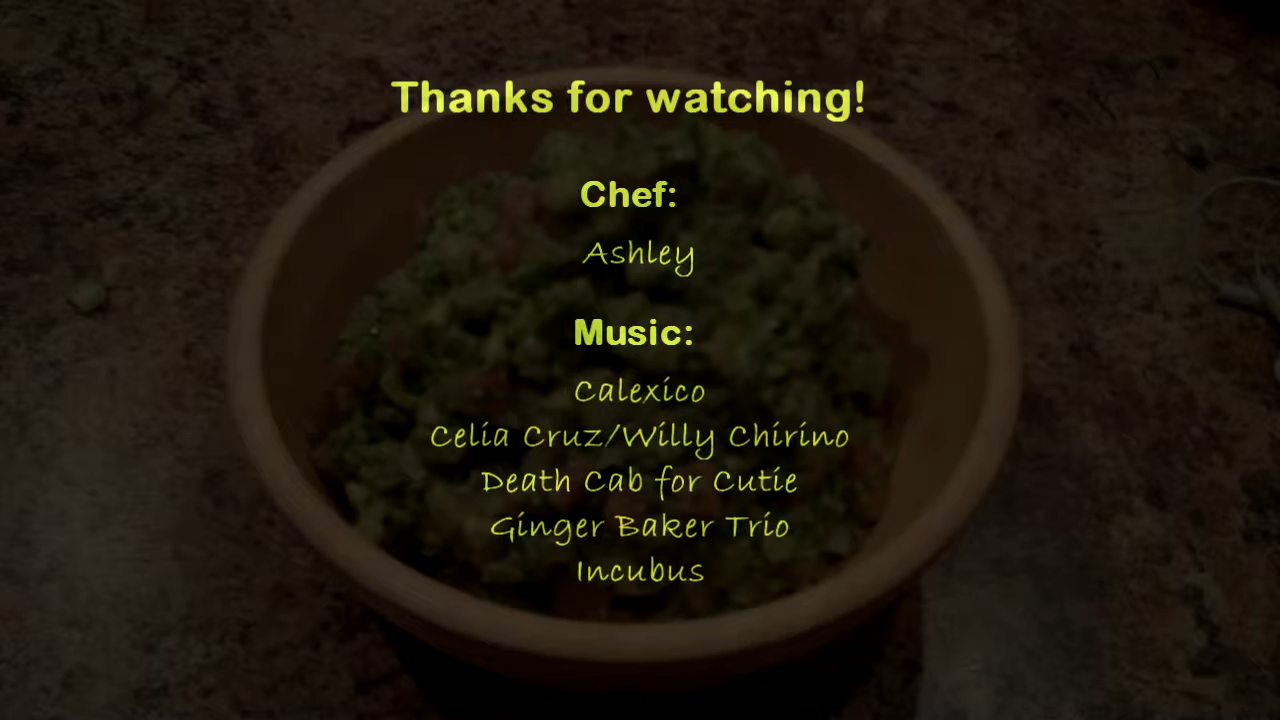 Thanks for watching!
Chef:
Ashley
Music:
Calexico
Celia Cruz/Willy Chirino
Death Cab for Cutie
Ginger Baker Trio
Incubus